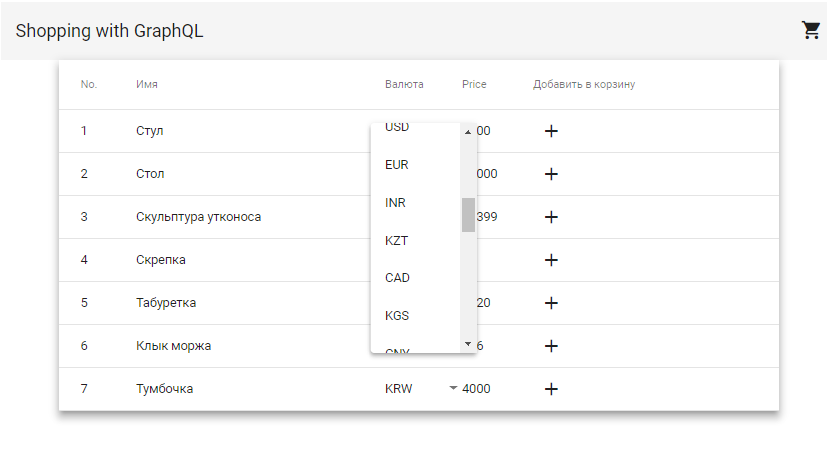 Shopping with GraphQL
No. Имя Валюта Price Добавить в корзину
1 Стул USD 00
2 Стол EUR 000
3 Скульптура утконоса INR 399
4 Скрепка KZT
5 Табуретка CAD 20
6 Клык моржа KGS 6
CNY
7 Тумбочка KRW 4000